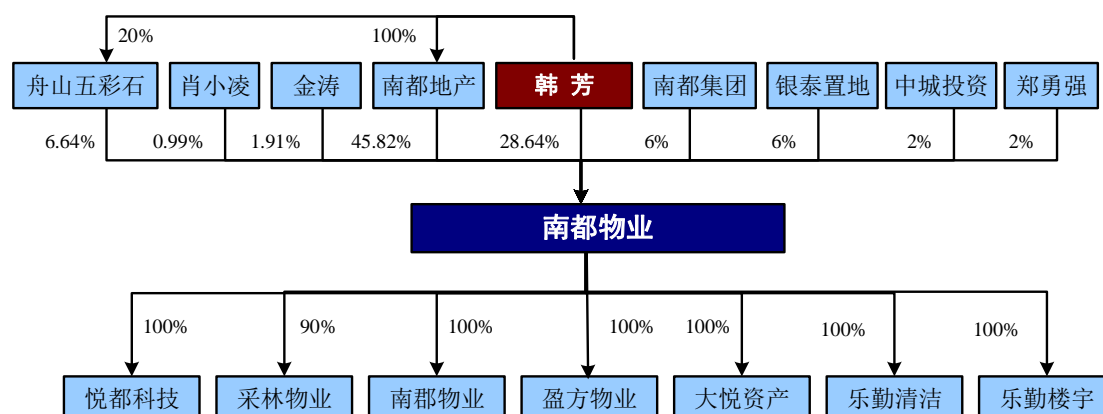 20%
100%
舟山五彩石
肖小凌
金涛
南都地产
韩 芳
南都集团
银泰置地
中城投资
郑勇强
6.64%
0.99%
1.91%
45.82%
28.64%
6%
6%
2%
2%
南都物业
100%
90%
100%
100%
100%
100%
100%
悦都科技
采林物业
南郡物业
盈方物业
大悦资产
乐勤清洁
乐勤楼宇